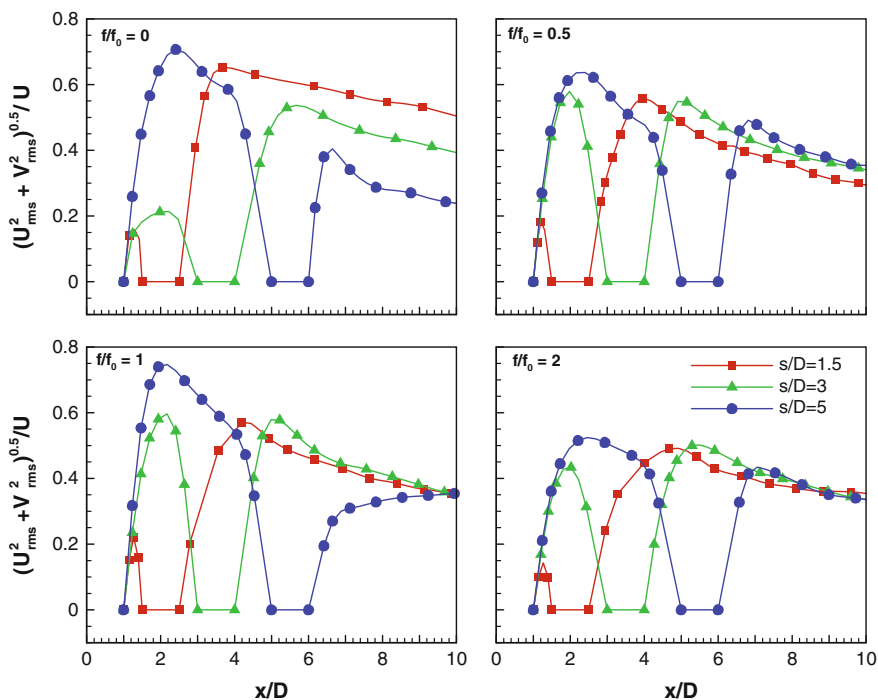 f/f₀ = 0
f/f₀ = 0.5
(U²rms + V²rms)^0.5/U
0.8
0.6
0.4
0.2
0
f/f₀ = 1
f/f₀ = 2
s/D=1.5
s/D=3
s/D=5
(U²rms +V²rms)^0.5/U
0.8
0.6
0.4
0.2
0
0 2 4 6 8 10
0 2 4 6 8 10
x/D
x/D